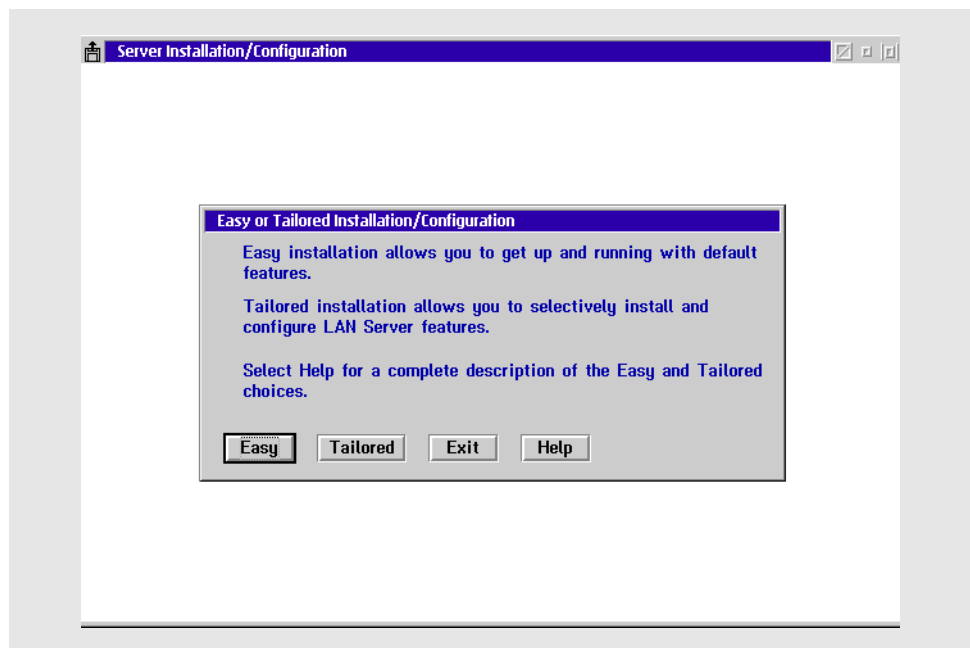 Server Installation/Configuration
Easy or Tailored Installation/Configuration
Easy installation allows you to get up and running with default
features.
Tailored installation allows you to selectively install and
configure LAN Server features.
Select Help for a complete description of the Easy and Tailored
choices.
Easy Tailored Exit Help